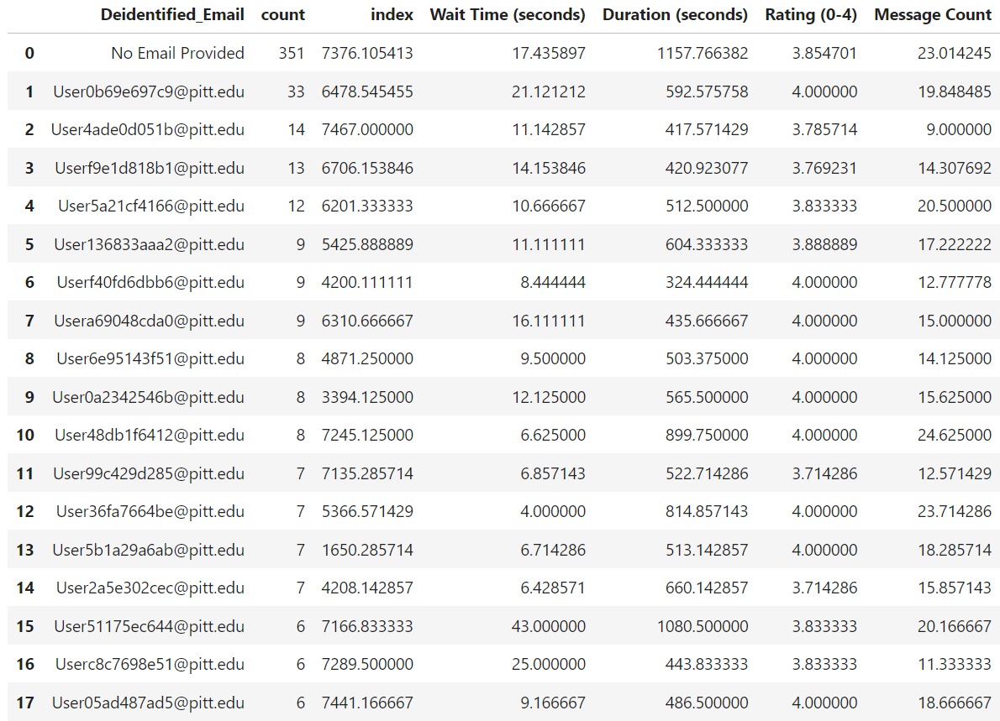 Deidentified_Email count index Wait Time (seconds) Duration (seconds) Rating (0-4) Message Count
0 No Email Provided 351 7376.105413 17.435897 1157.766382 3.854701 23.014245
1 User0b69e697c9@pitt.edu 33 6478.545455 21.121212 592.575758 4.000000 19.848485
2 User4ade0d051b@pitt.edu 14 7467.000000 11.142857 417.571429 3.785714 9.000000
3 Userf9e1d818b1@pitt.edu 13 6706.153846 14.153846 420.923077 3.769231 14.307692
4 User5a21cf4166@pitt.edu 12 6201.333333 10.666667 512.500000 3.833333 20.500000
5 User136833aaa2@pitt.edu 9 5425.888889 11.111111 604.333333 3.888889 17.222222
6 Userf40fd6dbb6@pitt.edu 9 4200.111111 8.444444 324.444444 4.000000 12.777778
7 Usera69048cda0@pitt.edu 9 6310.666667 16.111111 435.666667 4.000000 15.000000
8 User6e95143f51@pitt.edu 8 4871.250000 9.500000 503.375000 4.000000 14.125000
9 User0a2342546b@pitt.edu 8 3394.125000 12.125000 565.500000 4.000000 15.625000
10 User48db1f6412@pitt.edu 8 7245.125000 6.625000 899.750000 4.000000 24.625000
11 User99c429d285@pitt.edu 7 7135.285714 6.857143 522.714286 3.714286 12.571429
12 User36fa7664be@pitt.edu 7 5366.571429 4.000000 814.857143 4.000000 23.714286
13 User5b1a29a6ab@pitt.edu 7 1650.285714 6.714286 513.142857 4.000000 18.285714
14 User2a5e302cec@pitt.edu 7 4208.142857 6.428571 660.142857 3.714286 15.857143
15 User51175ec644@pitt.edu 6 7166.833333 43.000000 1080.500000 3.833333 20.166667
16 Userc8c7698e51@pitt.edu 6 7289.500000 25.000000 443.833333 3.833333 11.333333
17 User05ad487ad5@pitt.edu 6 7441.166667 9.166667 486.500000 4.000000 18.666667